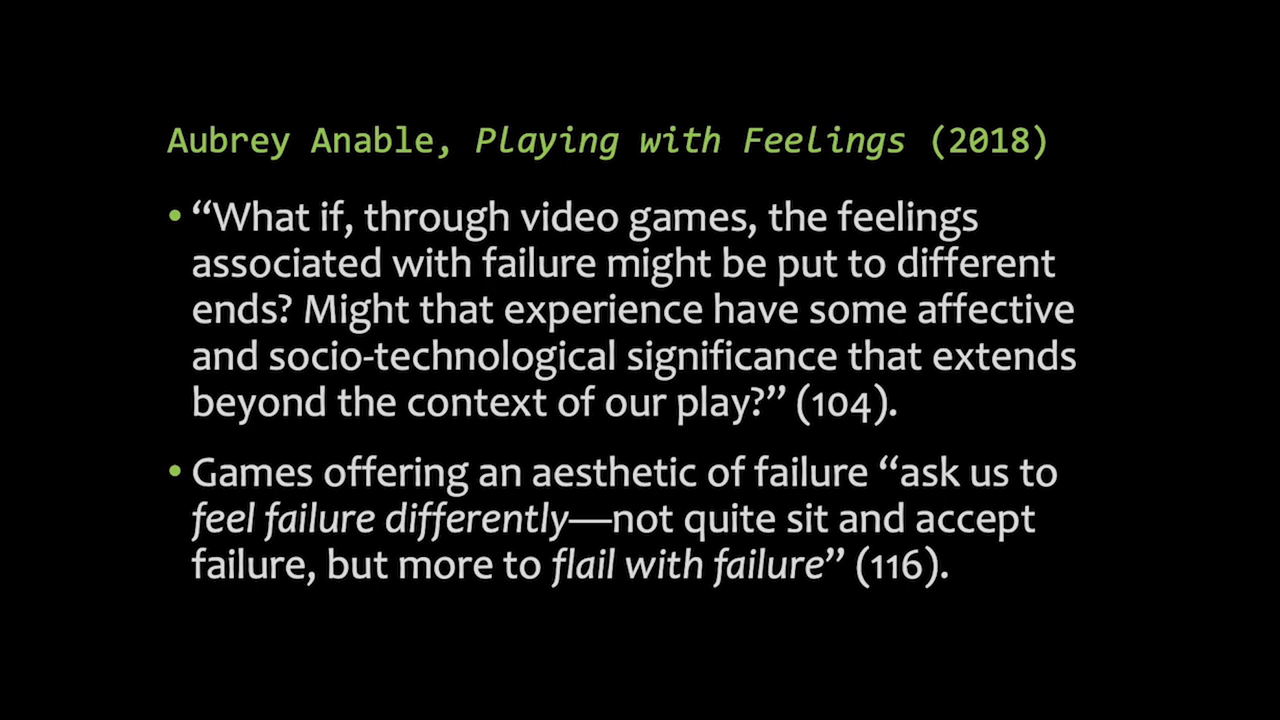 Aubrey Anable, Playing with Feelings (2018)
• “What if, through video games, the feelings
associated with failure might be put to different
ends? Might that experience have some affective
and socio-technological significance that extends
beyond the context of our play?” (104).
• Games offering an aesthetic of failure “ask us to
feel failure differently—not quite sit and accept
failure, but more to flail with failure” (116).